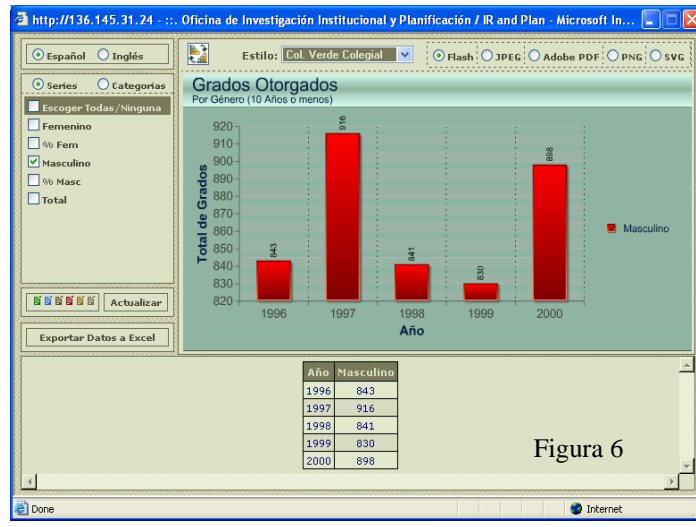 http://136.145.31.24 - ::. Oficina de Investigación Institucional y Planificación / IR and Plan - Microsoft In...
Español Inglés
Series Categorias
Escoger Todas/Ninguna
Femenino
% Fem
Masculino
% Masc
Total
Actualizar
Exportar Datos a Excel
Estilo: Col. Verde Colegial Flash JPEG Adobe PDF PNG SVG
Grados Otorgados
Por Género (10 Años o menos)
Total de Grados
920
910
900
890
880
870
860
850
840
830
820
843
916
841
830
898
1996 1997 1998 1999 2000
Año
Masculino
Año Masculino
1996 843
1997 916
1998 841
1999 830
2000 898
Figura 6
Done Internet